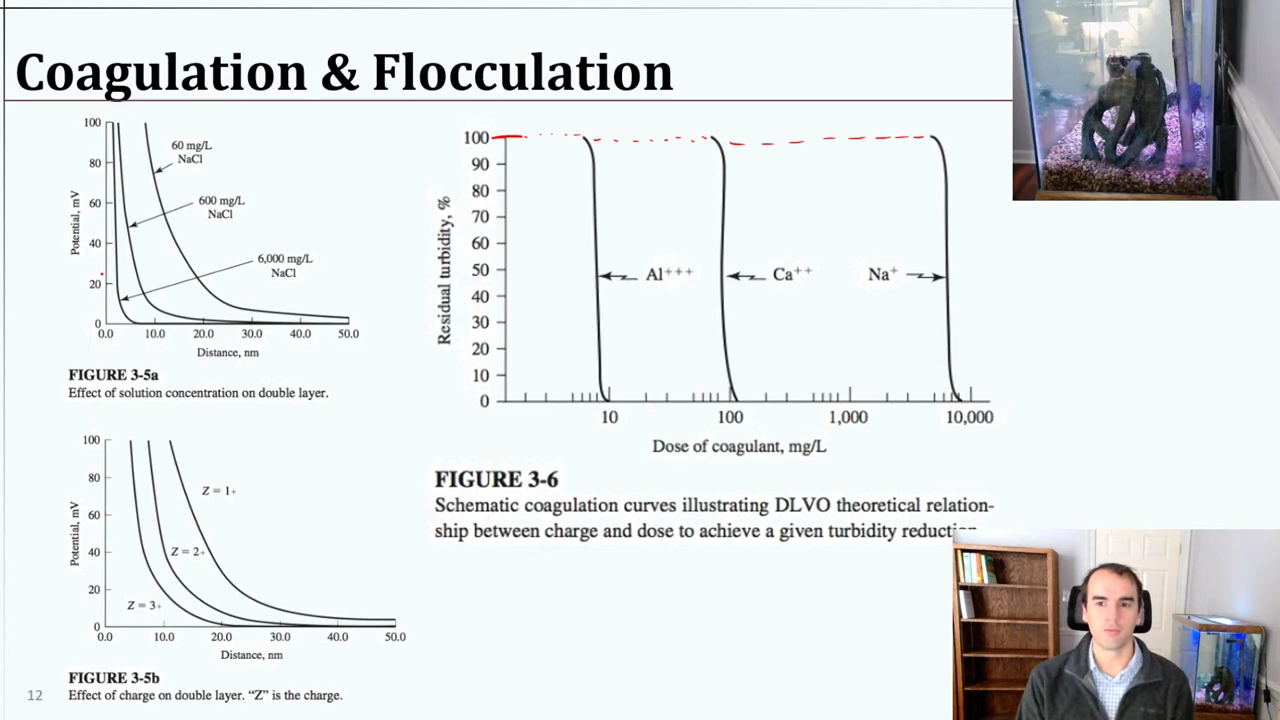 Coagulation & Flocculation
100
80
60
40
20
0
Potential, mV
60 mg/L
NaCl
600 mg/L
NaCl
6,000 mg/L
NaCl
0.0 10.0 20.0 30.0 40.0 50.0
Distance, nm
FIGURE 3-5a
Effect of solution concentration on double layer.
100
80
60
40
20
0
Potential, mV
Z = 1+
Z = 2+
Z = 3+
0.0 10.0 20.0 30.0 40.0 50.0
Distance, nm
FIGURE 3-5b
Effect of charge on double layer. “Z” is the charge.
12
100
90
80
70
60
50
40
30
20
10
0
Residual turbidity, %
Al+++
Ca++
Na+
10 100 1,000 10,000
Dose of coagulant, mg/L
FIGURE 3-6
Schematic coagulation curves illustrating DLVO theoretical relation-
ship between charge and dose to achieve a given turbidity